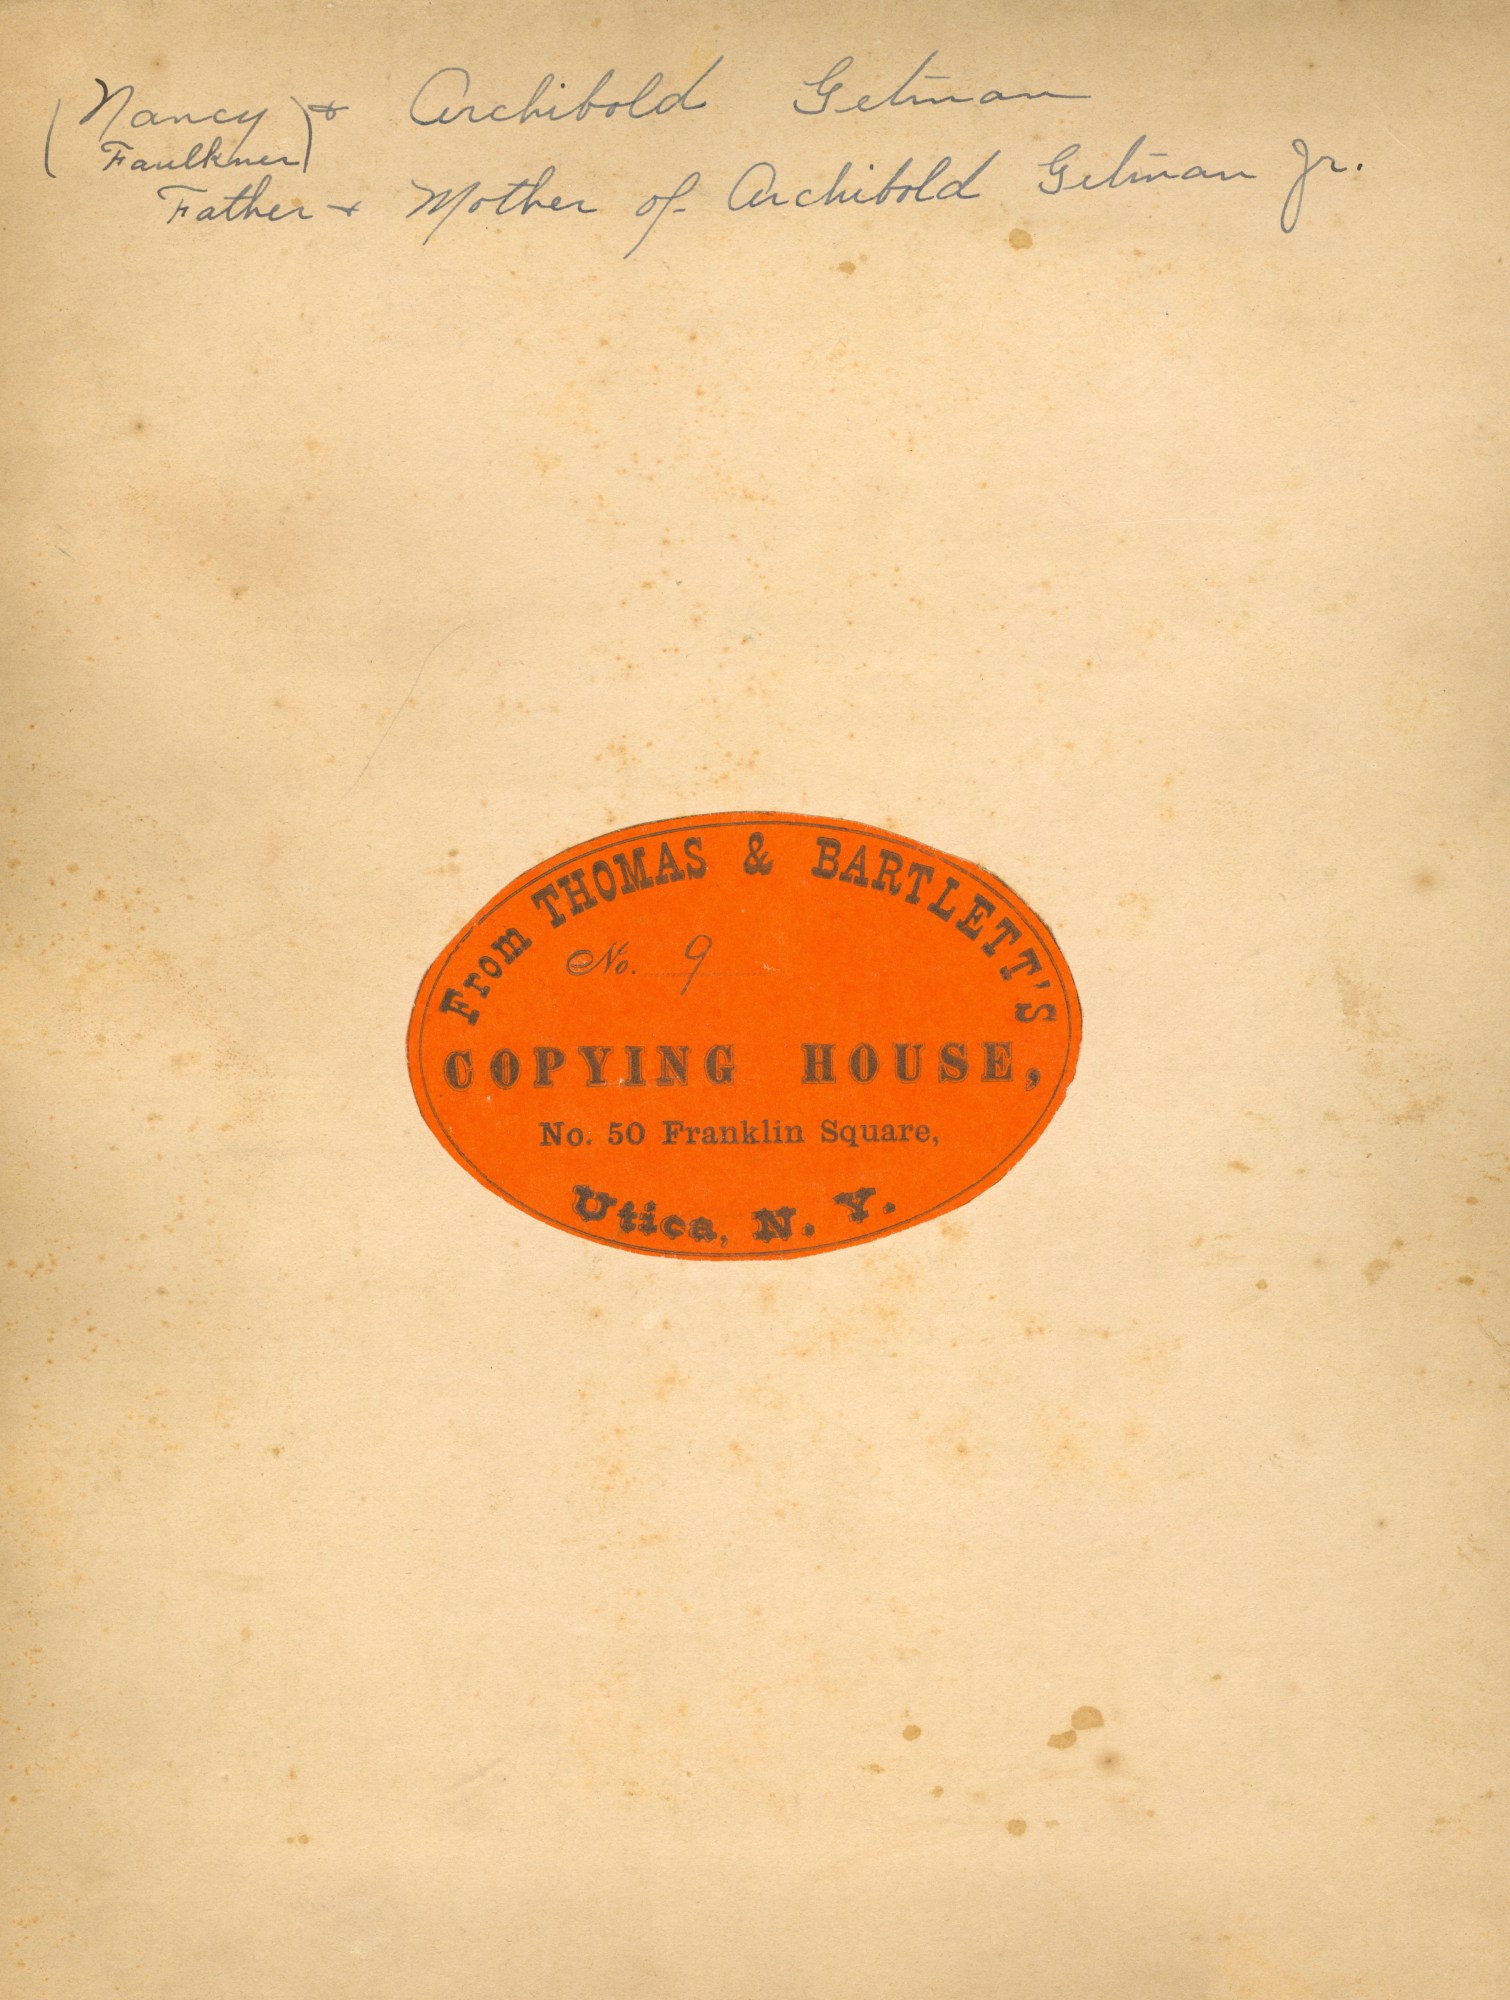 (Nancy) & Archibold Getman
Faulkner)
Father & Mother of Archibold Getman Jr.
From THOMAS & BARTLETT'S
No. 9
COPYING HOUSE,
No. 50 Franklin Square,
Utica, N. Y.